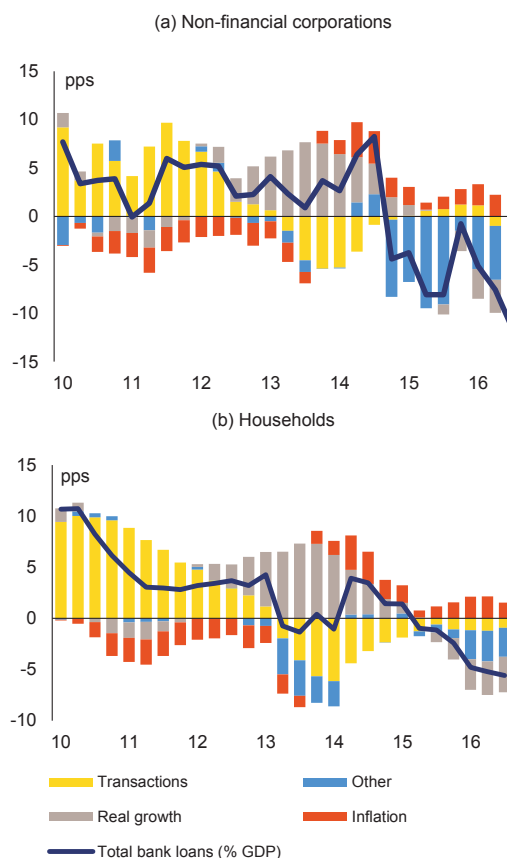 (a) Non-financial corporations
15
pps
10
5
0
-5
-10
-15
10 11 12 13 14 15 16
(b) Households
15
pps
10
5
0
-5
-10
10 11 12 13 14 15 16
Transactions Other
Real growth Inflation
Total bank loans (% GDP)